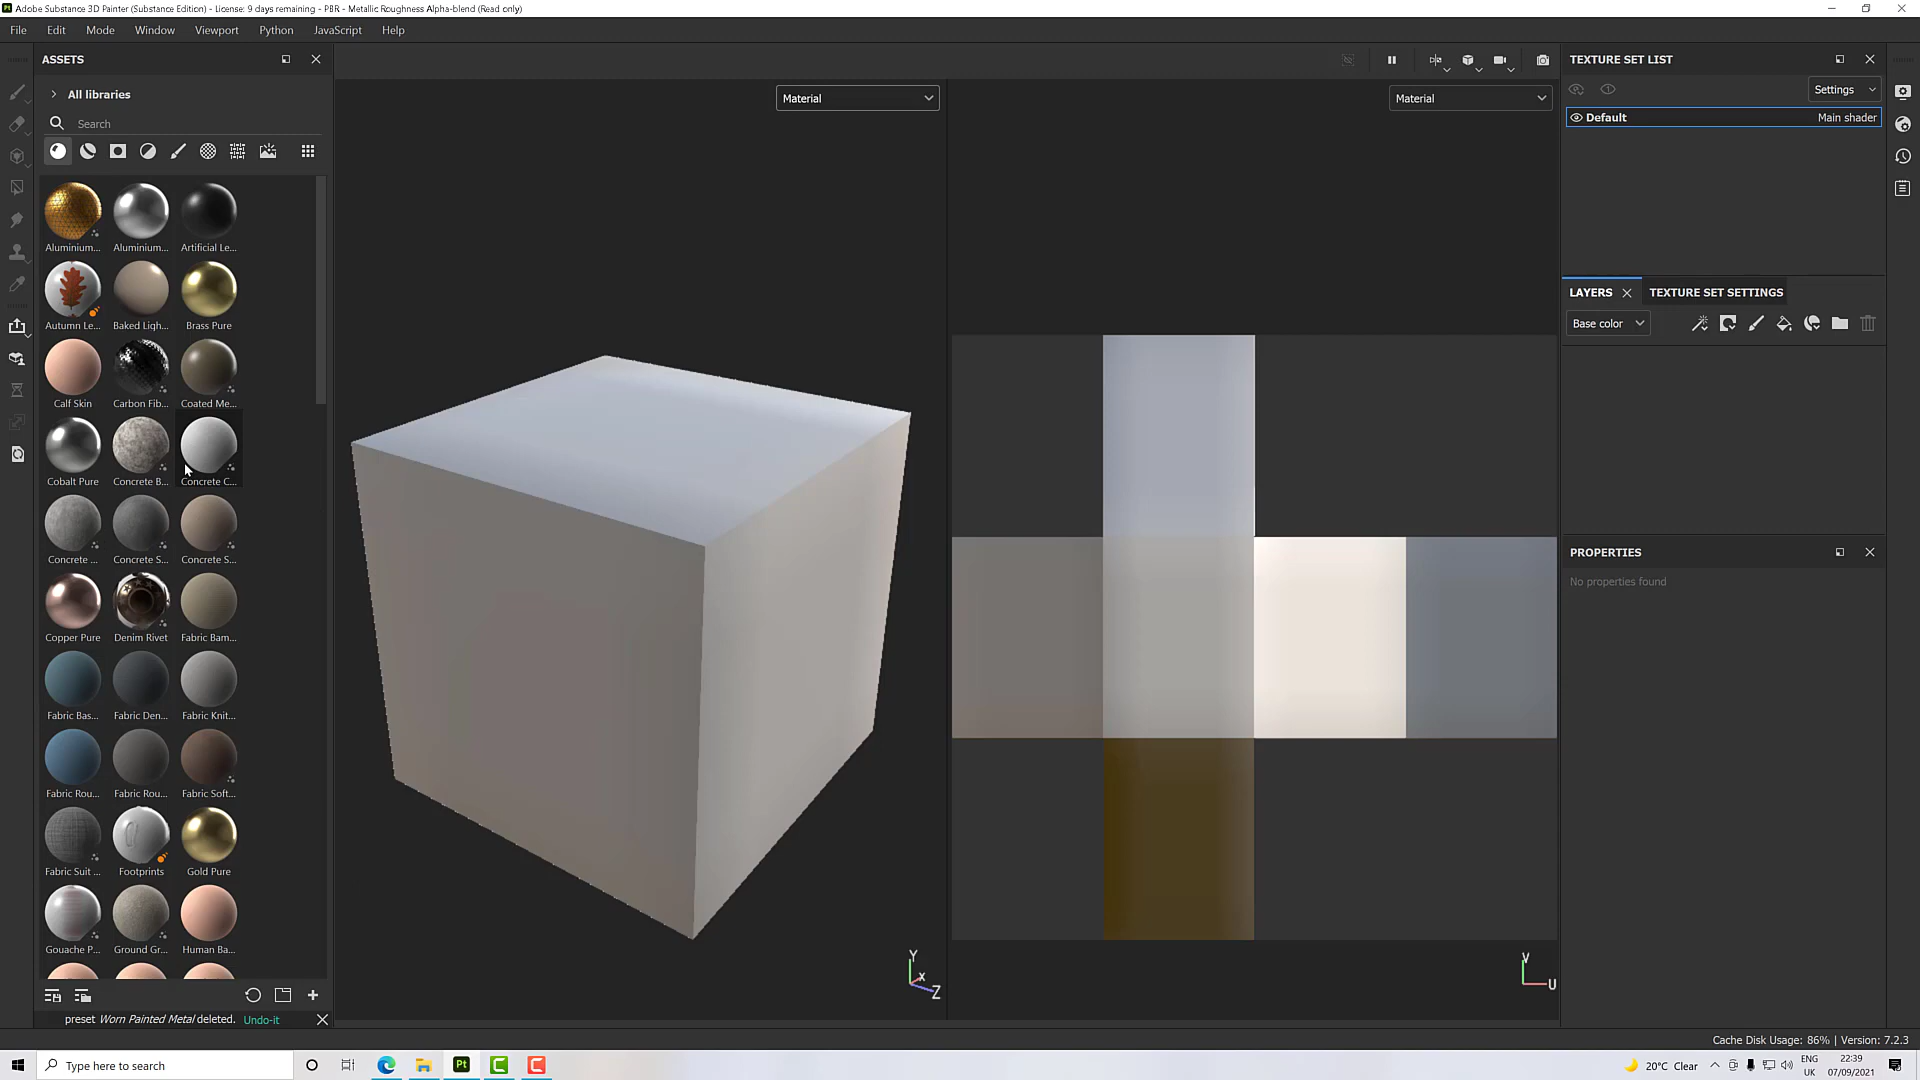 Adobe Substance 3D Painter (Substance Edition) - License: 9 days remaining - PBR - Metallic Roughness Alpha-blend (Read only)
File Edit Mode Window Viewport Python JavaScript Help
ASSETS
All libraries
Search
Aluminium... Aluminium... Artificial Le...
Autumn Le... Baked Ligh... Brass Pure
Calf Skin Carbon Fib... Coated Me...
Cobalt Pure Concrete B... Concrete C...
Concrete ... Concrete S... Concrete S...
Copper Pure Denim Rivet Fabric Bam...
Fabric Bas... Fabric Den... Fabric Knit...
Fabric Rou... Fabric Rou... Fabric Soft...
Fabric Suit ... Footprints Gold Pure
Gouache P... Ground Gr... Human Ba...
preset Worn Painted Metal deleted. Undo-it
Material
Y
X
Z
Material
V
U
TEXTURE SET LIST
Settings
Default Main shader
LAYERS TEXTURE SET SETTINGS
Base color
PROPERTIES
No properties found
Cache Disk Usage: 86% | Version: 7.2.3
Type here to search
Pt
20°C Clear
ENG
UK
22:39
07/09/2021